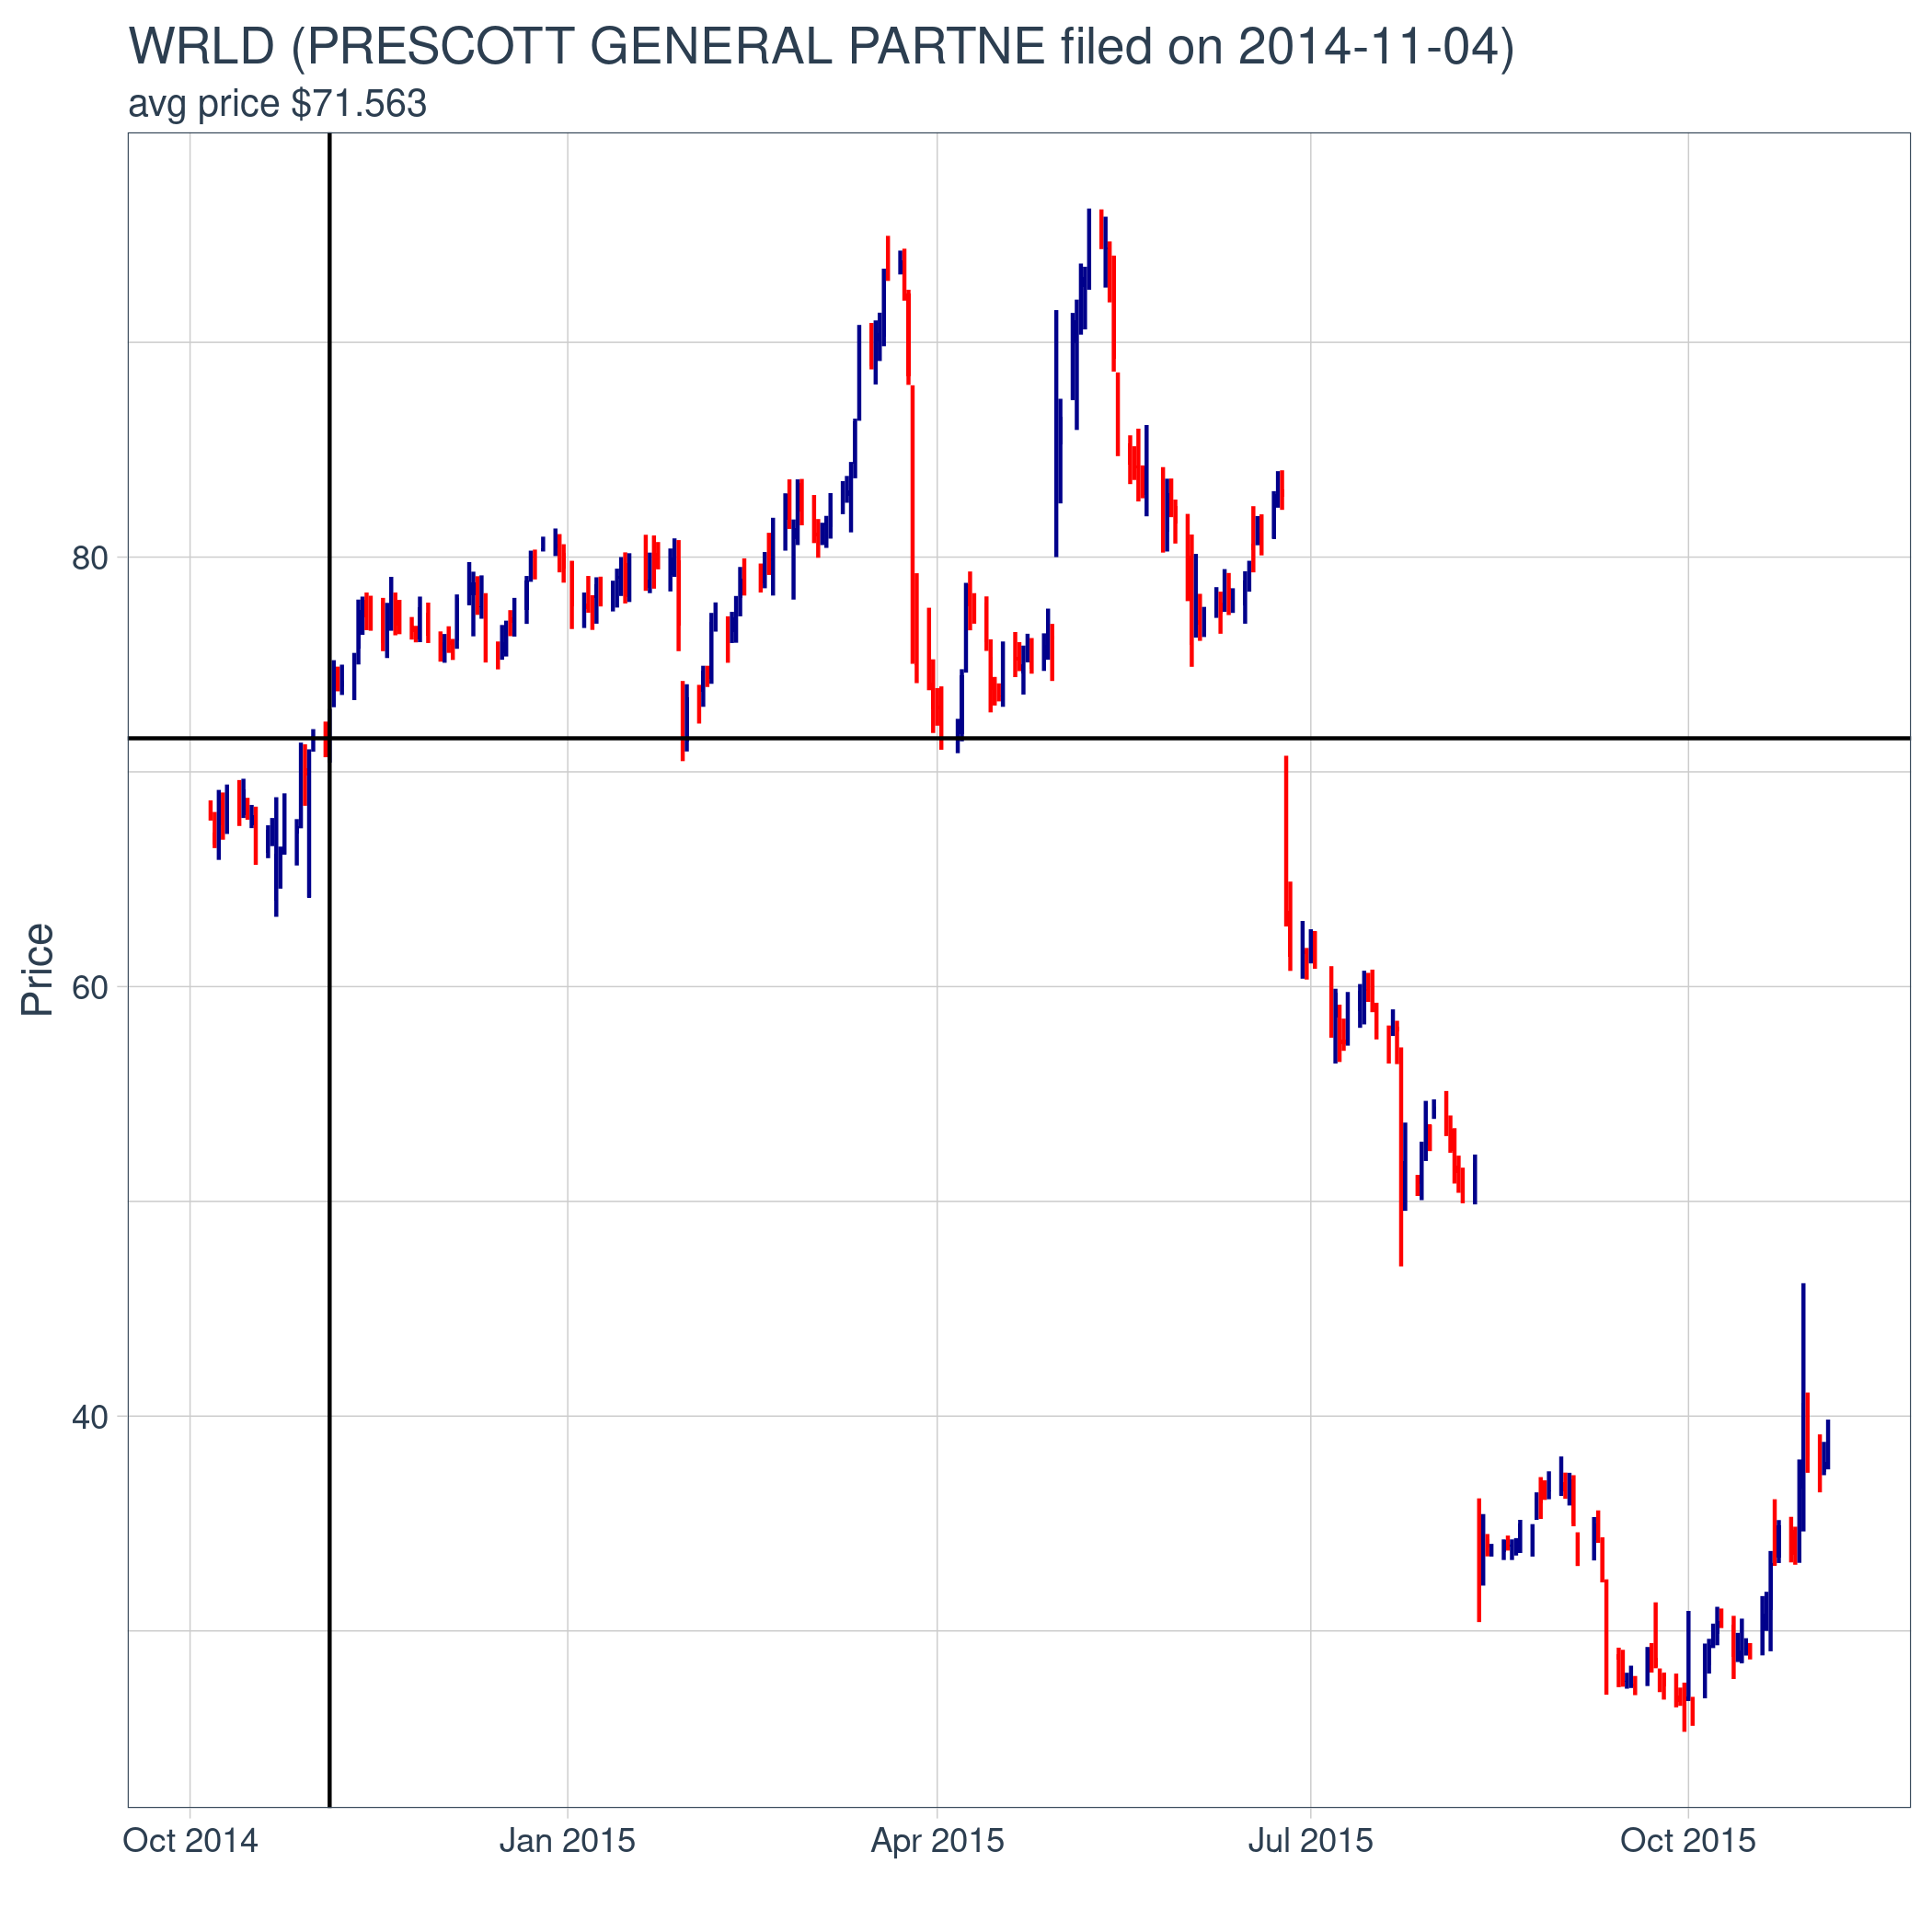 WRLD (PRESCOTT GENERAL PARTNE filed on 2014-11-04)
avg price $71.563
Price
80
60
40
Oct 2014 Jan 2015 Apr 2015 Jul 2015 Oct 2015